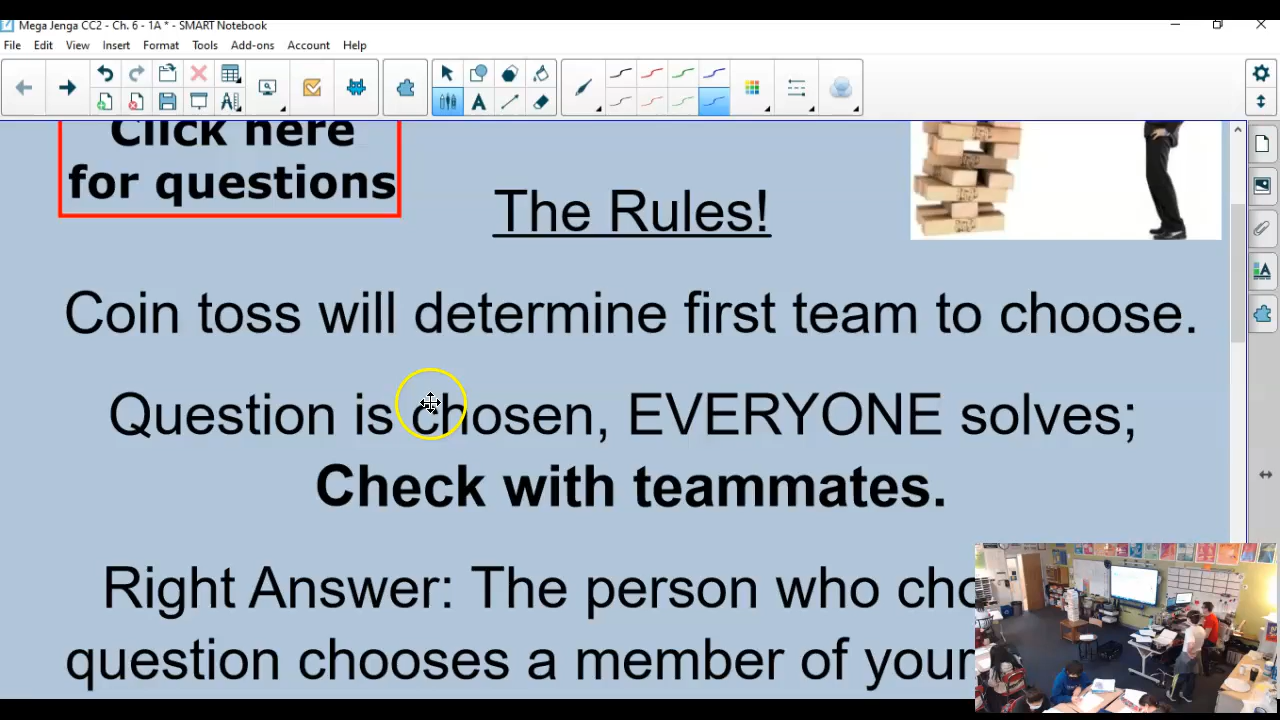 Mega Jenga CC2 - Ch. 6 - 1A * - SMART Notebook
File Edit View Insert Format Tools Add-ons Account Help
Click here
for questions
The Rules!
Coin toss will determine first team to choose.
Question is chosen, EVERYONE solves;
Check with teammates.
Right Answer: The person who cho
question chooses a member of your